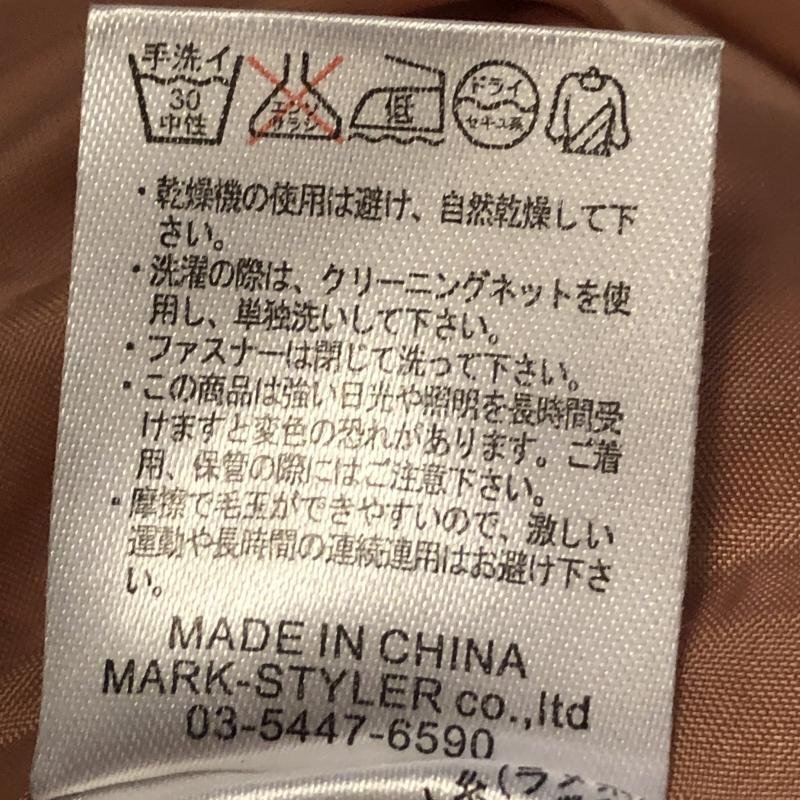 手洗イ
30
中性
エンソ
サラシ
低
ドライ
セキユ系
・乾燥機の使用は避け、自然乾燥して下
さい。
・洗濯の際は、クリーニングネットを使
用し、単独洗いして下さい。
・ファスナーは閉じて洗って下さい。
・この商品は強い日光や照明を長時間受
けますと変色の恐れがあります。ご着
用、保管の際にはご注意下さい。
・摩擦で毛玉ができやすいので、激しい
運動や長時間の連続連用はお避け下さ
い。
MADE IN CHINA
MARK-STYLER co.,ltd
03-5447-6590